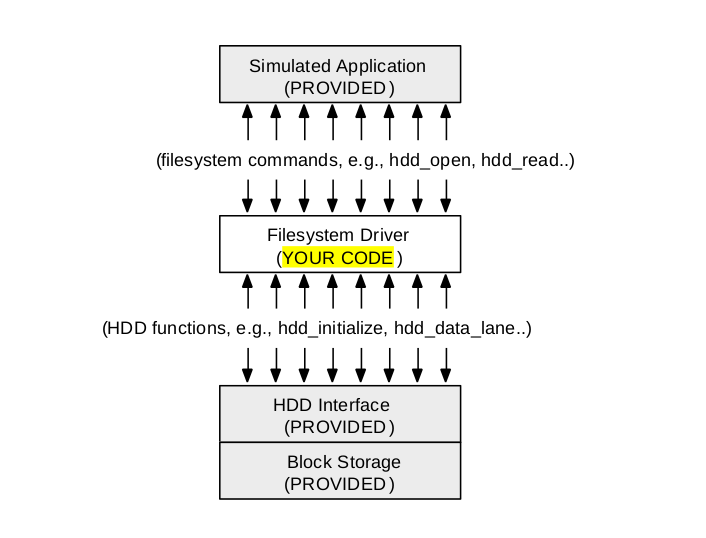 Simulated Application
(PROVIDED)
(filesystem commands, e.g., hdd_open, hdd_read..)
Filesystem Driver
(YOUR CODE)
(HDD functions, e.g., hdd_initialize, hdd_data_lane..)
HDD Interface
(PROVIDED)
Block Storage
(PROVIDED)